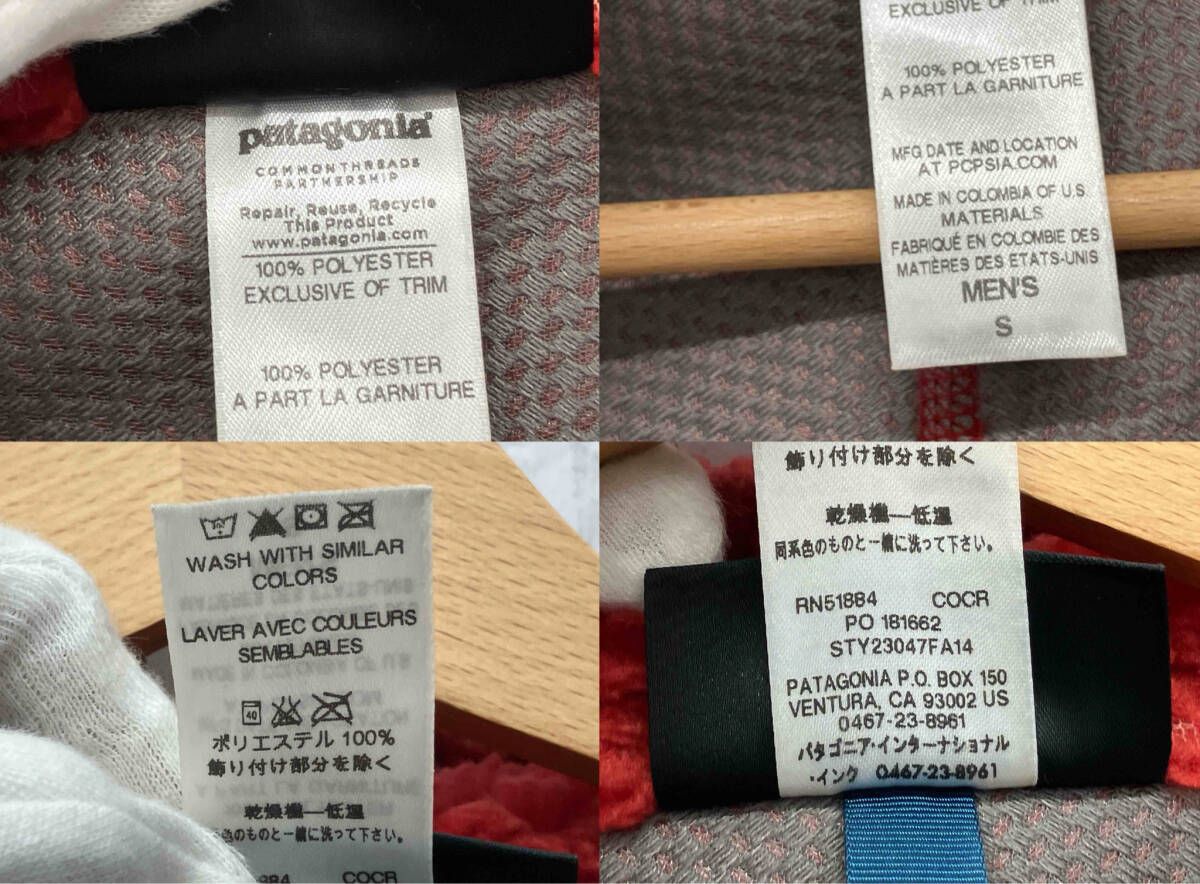 patagonia
COMMON THREADS
PARTNERSHIP
Repair, Reuse, Recycle
This Product
www.patagonia.com
100% POLYESTER
EXCLUSIVE OF TRIM
100% POLYESTER
A PART LA GARNITURE
EXCLUSIVE OF TRIM
100% POLYESTER
A PART LA GARNITURE
MFG DATE AND LOCATION
AT PCPSIA.COM
MADE IN COLOMBIA OF U.S
MATERIALS
FABRIQUÉ EN COLOMBIE DES
MATIÈRES DES ETATS-UNIS
MEN'S
S
WASH WITH SIMILAR
COLORS
LAVER AVEC COULEURS
SEMBLABLES
40
ポリエステル 100%
飾り付け部分を除く
乾燥機―低温
色のものと一緒に洗って下さい。
984 COCR
飾り付け部分を除く
乾燥機―低温
同系色のものと一緒に洗って下さい。
RN51884 COCR
PO 181662
STY23047FA14
PATAGONIA P.O. BOX 150
VENTURA, CA 93002 US
0467-23-8961
パタゴニア・インターナショナル
・インク 0467-23-8961